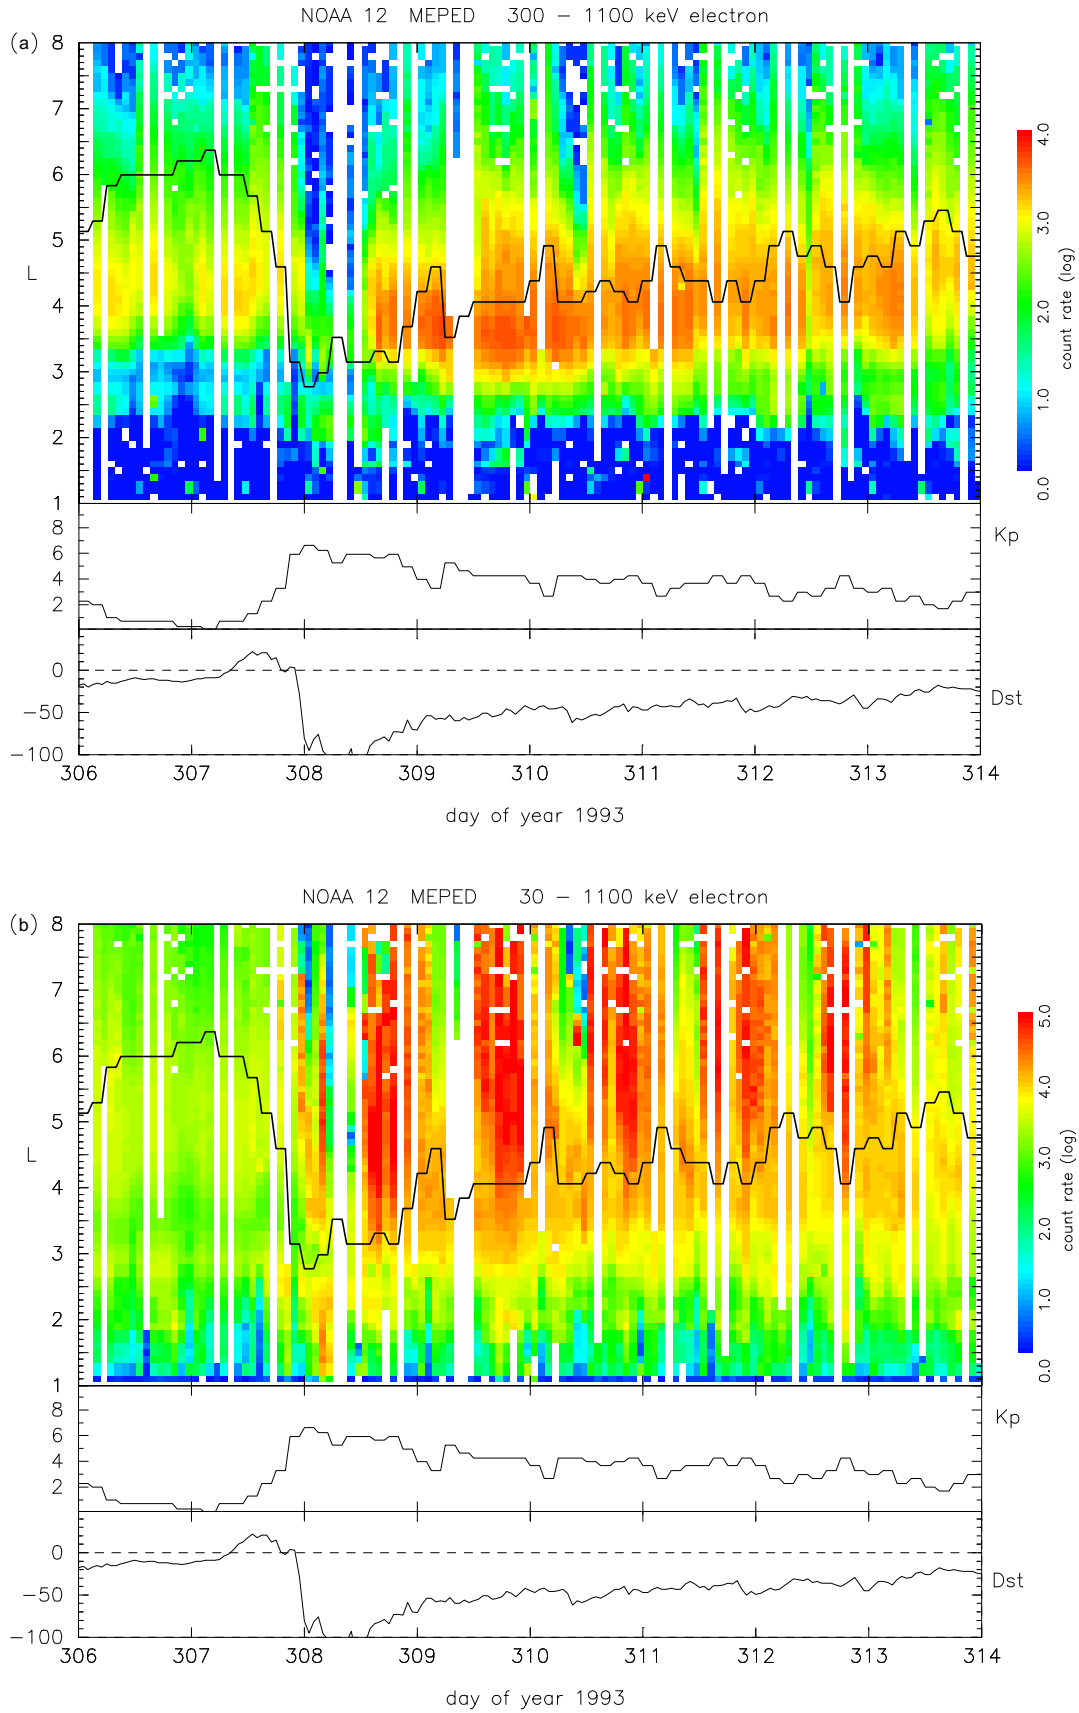 NOAA 12 MEPED 300 – 1100 keV electron
(a)
8
7
6
5
L
4
3
2
1
4.0
3.0
2.0
1.0
0.0
count rate (log)
8
6
4
2
Kp
0
−50
−100
Dst
306 307 308 309 310 311 312 313 314
day of year 1993
NOAA 12 MEPED 30 – 1100 keV electron
(b)
8
7
6
5
L
4
3
2
1
5.0
4.0
3.0
2.0
1.0
0.0
count rate (log)
8
6
4
2
Kp
0
−50
−100
Dst
306 307 308 309 310 311 312 313 314
day of year 1993